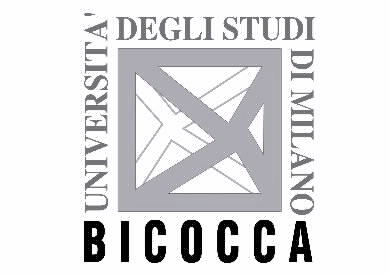 UNIVERSITA'
DEGLI STUDI
DI MILANO
BICOCCA